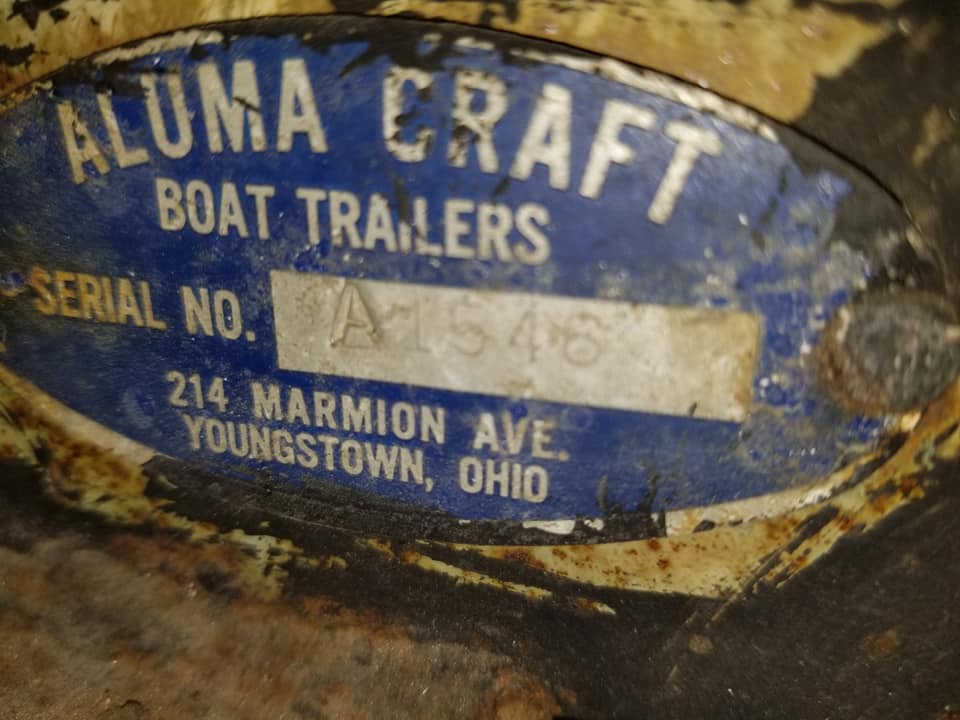 ALUMA CRAFT
BOAT TRAILERS
SERIAL NO. A1546
214 MARMION AVE.
YOUNGSTOWN, OHIO